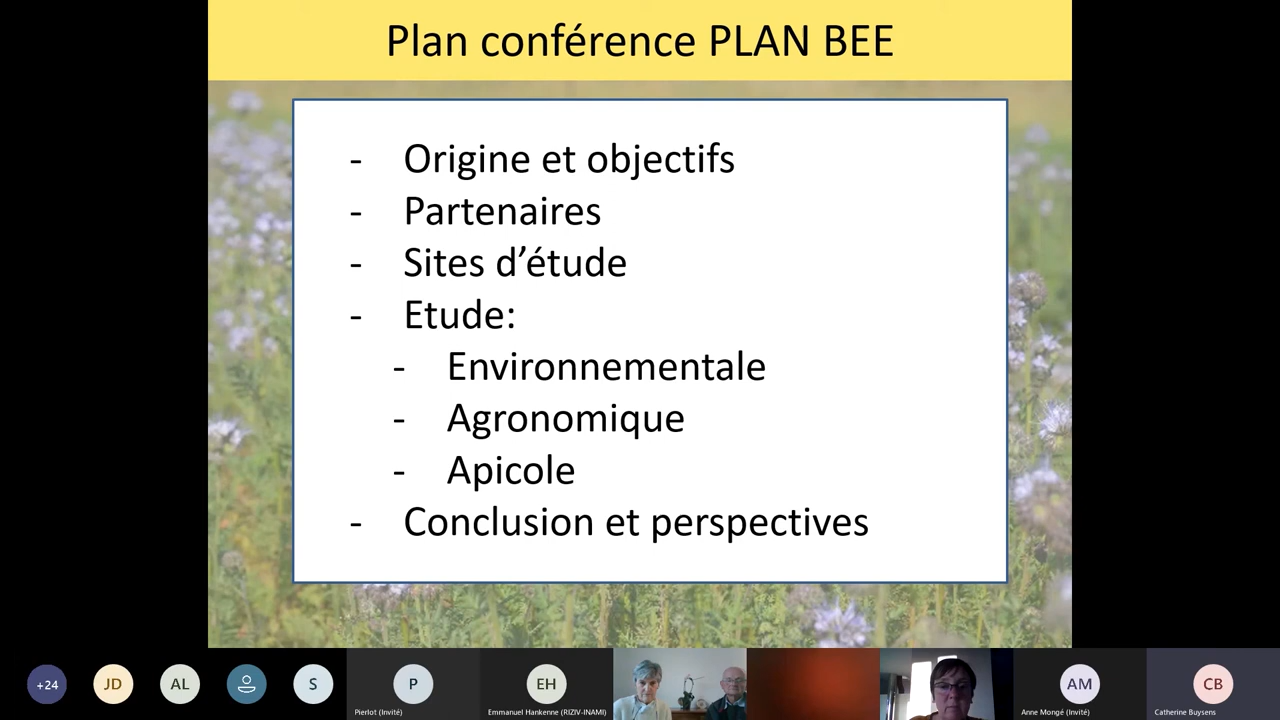 Plan conférence PLAN BEE
- Origine et objectifs
- Partenaires
- Sites d’étude
- Etude:
- Environnementale
- Agronomique
- Apicole
- Conclusion et perspectives
+24
JD
AL
S
P
EH
AM
CB
Pierlot (Invité)
Emmanuel Hankenne (RIZIV-INAMI)
Anne Mongé (Invité)
Catherine Buysens